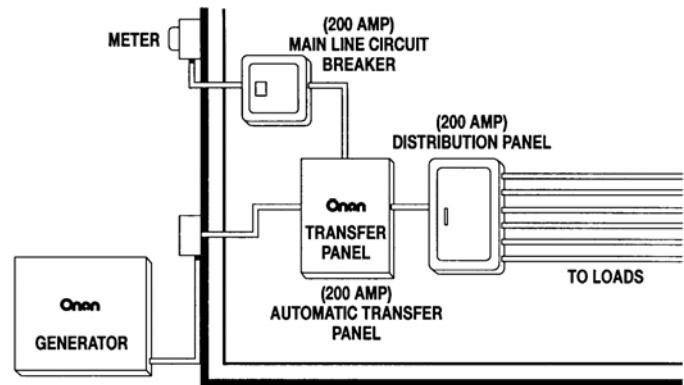 METER
(200 AMP)
MAIN LINE CIRCUIT
BREAKER
(200 AMP)
DISTRIBUTION PANEL
Onan
TRANSFER
PANEL
(200 AMP)
AUTOMATIC TRANSFER
PANEL
TO LOADS
Onan
GENERATOR